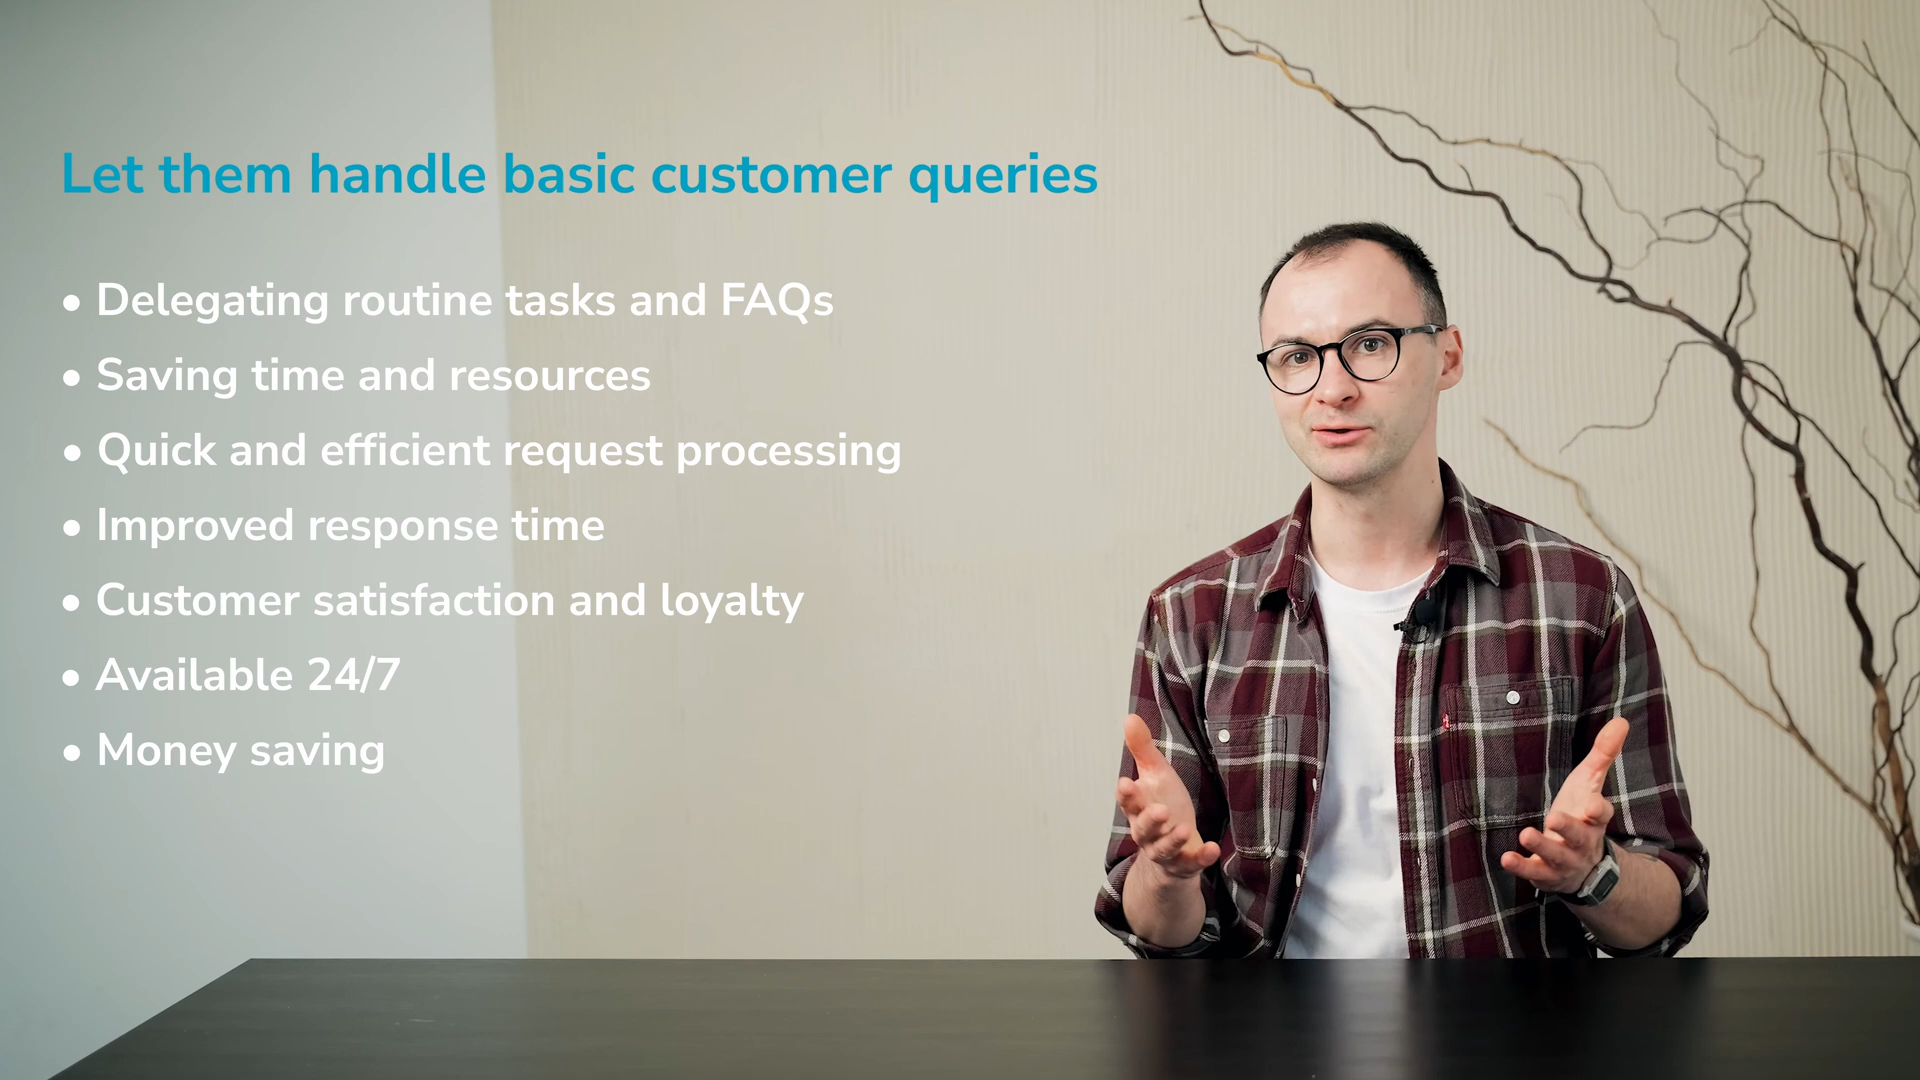 Let them handle basic customer queries
• Delegating routine tasks and FAQs
• Saving time and resources
• Quick and efficient request processing
• Improved response time
• Customer satisfaction and loyalty
• Available 24/7
• Money saving